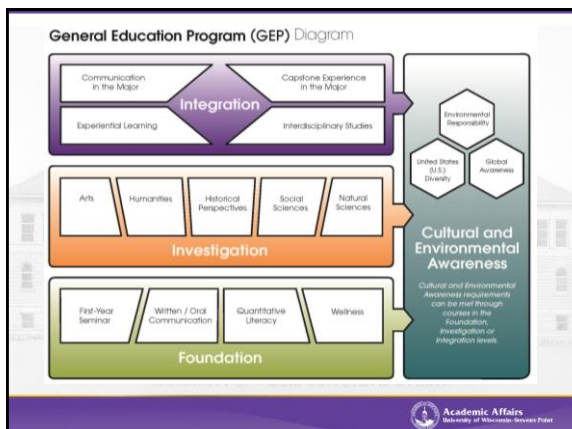 General Education Program (GEP) Diagram
Communication
in the Major
Capstone Experience
in the Major
Integration
Experiential Learning
Interdisciplinary Studies
Arts
Humanities
Historical
Perspectives
Social
Sciences
Natural
Sciences
Investigation
First-Year
Seminar
Written / Oral
Communication
Quantitative
Literacy
Wellness
Foundation
Environmental
Responsibility
United States
(U.S.)
Diversity
Global
Awareness
Cultural and
Environmental
Awareness
Cultural and Environmental
Awareness requirements
can be met through
courses in the
Foundation,
Investigation or
Integration levels.
Academic Affairs
University of Wisconsin-Stevens Point